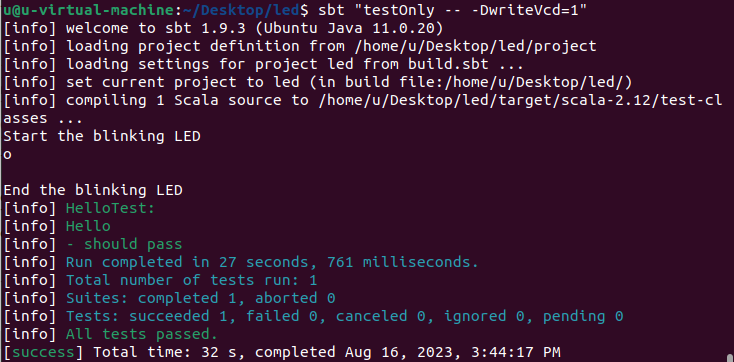 u@u-virtual-machine:~/Desktop/led$ sbt "testOnly -- -DwriteVcd=1"
[info] welcome to sbt 1.9.3 (Ubuntu Java 11.0.20)
[info] loading project definition from /home/u/Desktop/led/project
[info] loading settings for project led from build.sbt ...
[info] set current project to led (in build file:/home/u/Desktop/led/)
[info] compiling 1 Scala source to /home/u/Desktop/led/target/scala-2.12/test-cl
asses ...
Start the blinking LED
o
End the blinking LED
[info] HelloTest:
[info] Hello
[info] - should pass
[info] Run completed in 27 seconds, 761 milliseconds.
[info] Total number of tests run: 1
[info] Suites: completed 1, aborted 0
[info] Tests: succeeded 1, failed 0, canceled 0, ignored 0, pending 0
[info] All tests passed.
[success] Total time: 32 s, completed Aug 16, 2023, 3:44:17 PM